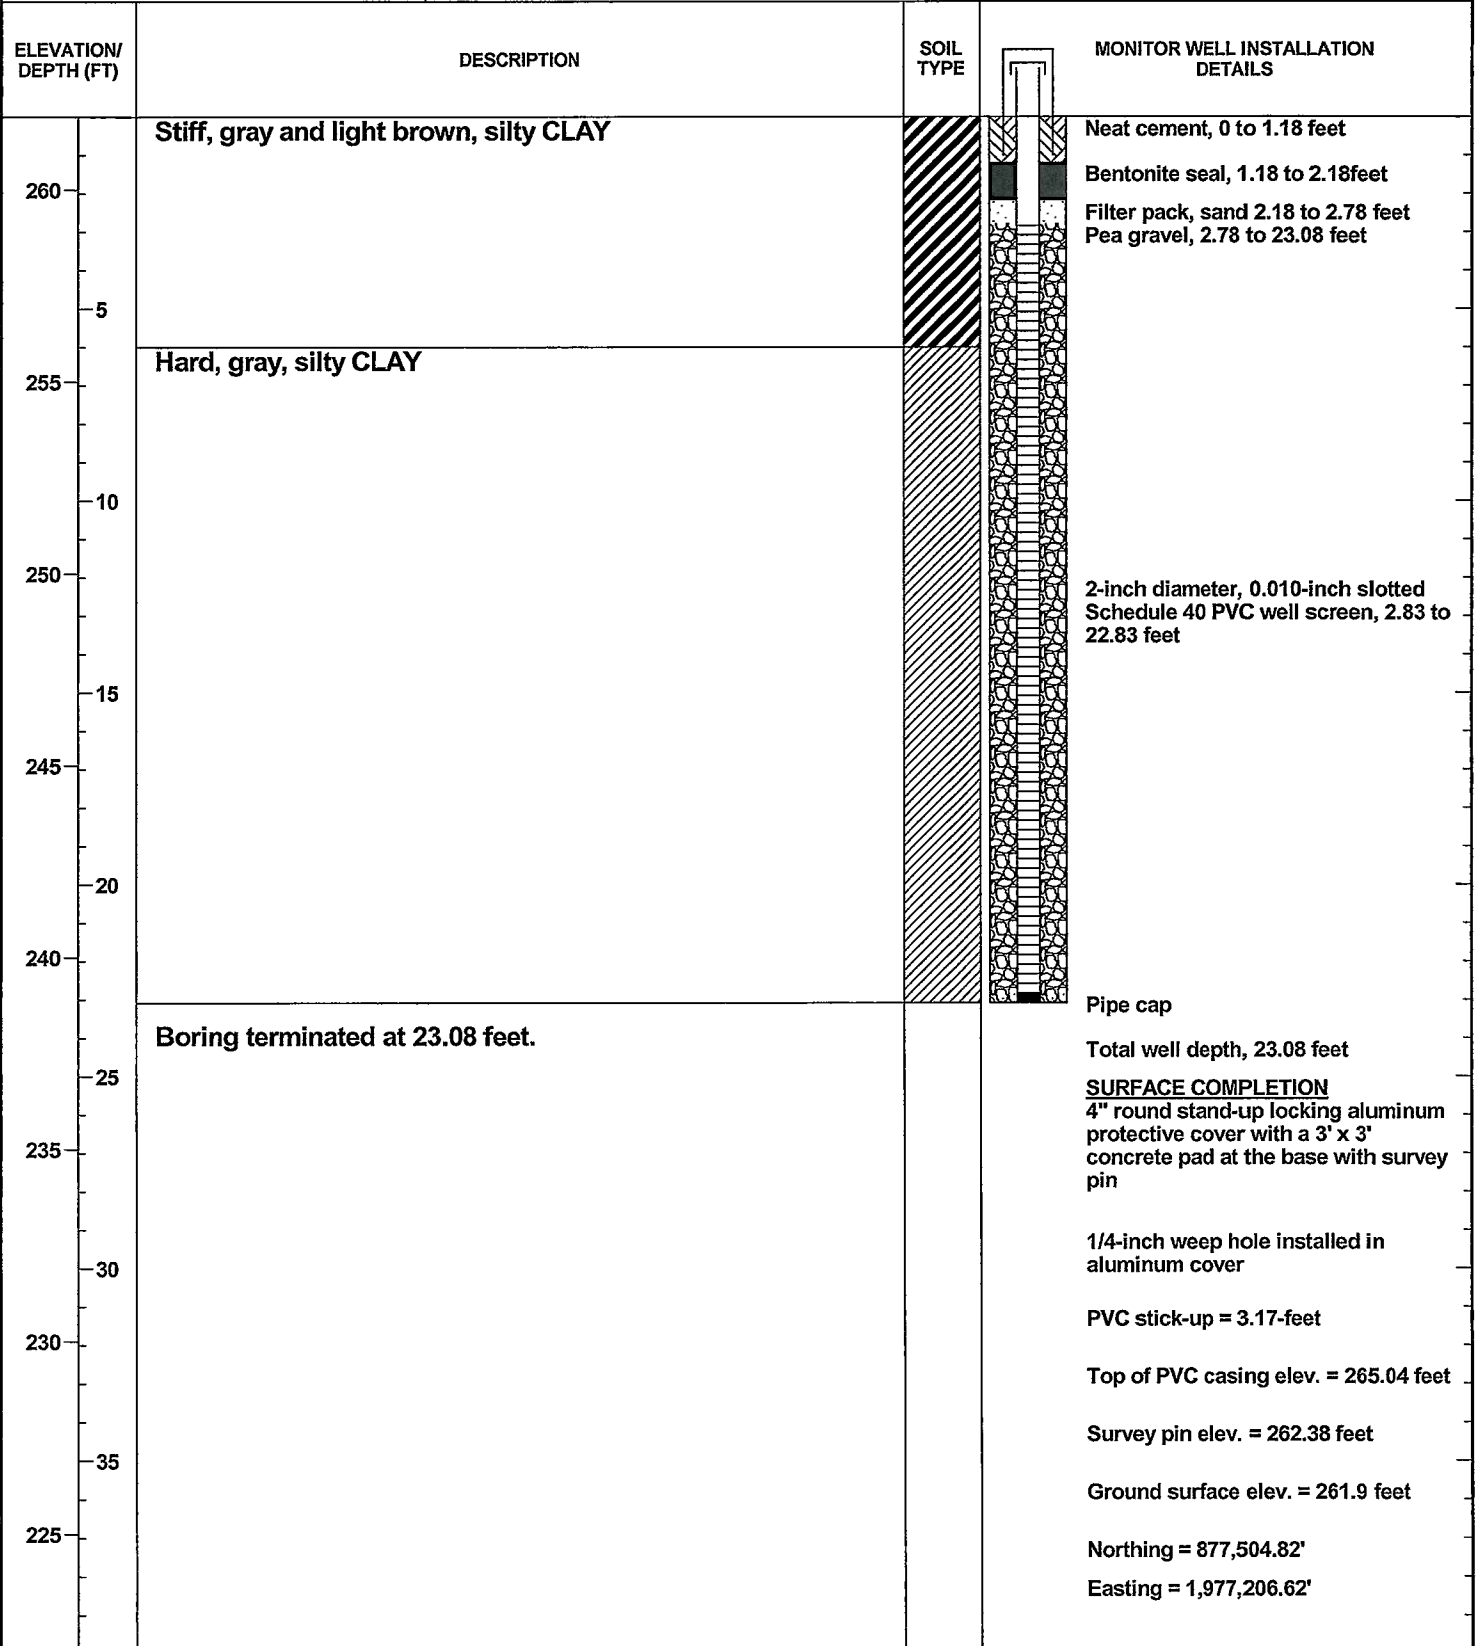 ELEVATION/
DEPTH (FT)
DESCRIPTION
SOIL
TYPE
MONITOR WELL INSTALLATION
DETAILS
Stiff, gray and light brown, silty CLAY
Neat cement, 0 to 1.18 feet
Bentonite seal, 1.18 to 2.18feet
260
Filter pack, sand 2.18 to 2.78 feet
Pea gravel, 2.78 to 23.08 feet
5
Hard, gray, silty CLAY
255
10
250
2-inch diameter, 0.010-inch slotted
Schedule 40 PVC well screen, 2.83 to
22.83 feet
15
245
20
240
Pipe cap
Boring terminated at 23.08 feet.
Total well depth, 23.08 feet
25
SURFACE COMPLETION
4" round stand-up locking aluminum
protective cover with a 3' x 3'
235
concrete pad at the base with survey
pin
1/4-inch weep hole installed in
aluminum cover
30
PVC stick-up = 3.17-feet
230
Top of PVC casing elev. = 265.04 feet
Survey pin elev. = 262.38 feet
35
Ground surface elev. = 261.9 feet
225
Northing = 877,504.82'
Easting = 1,977,206.62'